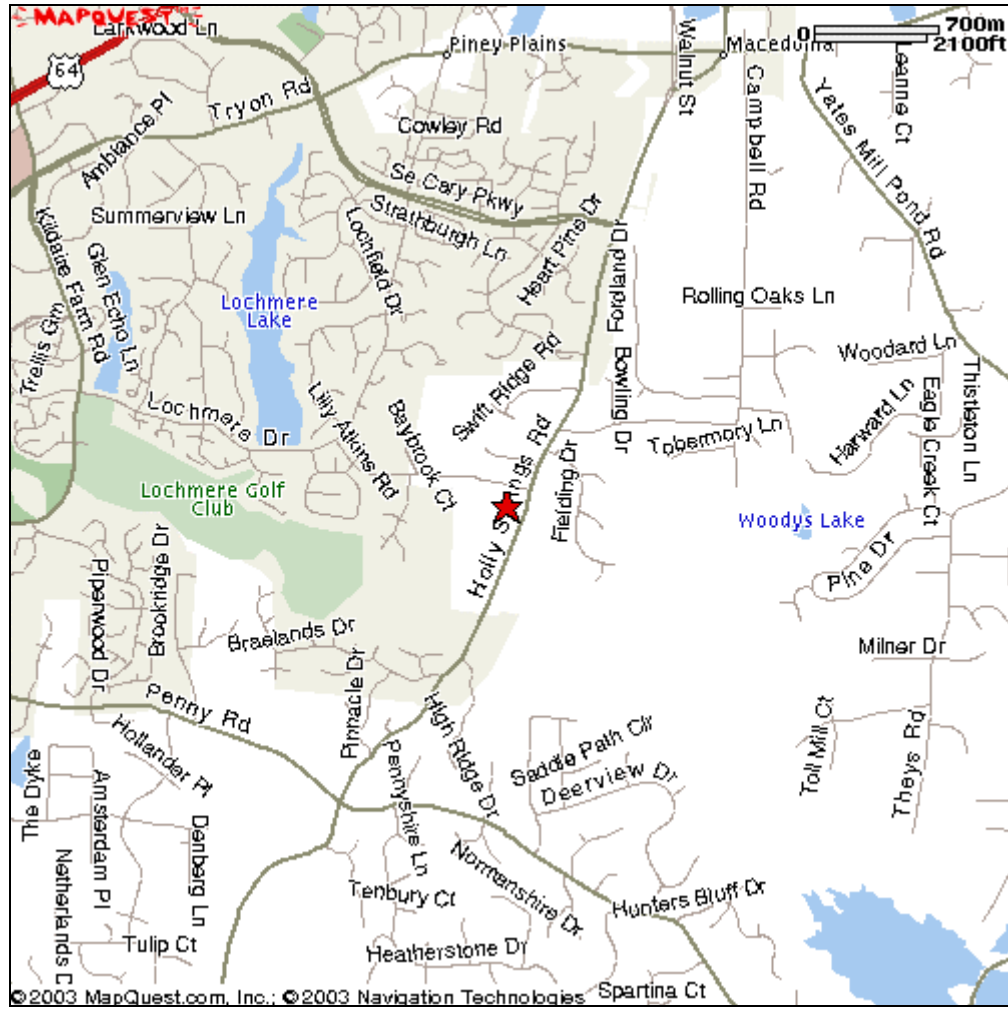 MAPQUEST
Larkwood Ln
0 700m
2100ft
64
Piney Plains
Walnut St
Macedonia
Leanne Ct
Campbell Rd
Yates Mill Pond Rd
Tryon Rd
Ambiance Pl
Cowley Rd
Se Cary Pkwy
Strathburgh Ln
Summerview Ln
Lochfield Dr
Heart Pine Dr
Kildaire Farm Rd
Glen Echo Ln
Trellis Grn
Lochmere
Lake
Forpland Dr
Rolling Oaks Ln
Woodard Ln
Swift Ridge Rd
Bowling Dr
Thistleton Ln
Lochmere Dr
Lilly Atkins Rd
Baybrook Ct
Tobermory Ln
Harward Ln
Eagle Creek Ct
Lochmere Golf
Club
Holly S ings Rd
Fielding Dr
Woodys Lake
Pine Dr
Piperwood Dr
Brookridge Dr
Braelands Dr
Milner Dr
Penny Rd
Pinnacle Dr
High Ridge Dr
Toll Mill Ct
Theys Rd
Hollander Pl
Saddle Path Cir
Deerview Dr
The Dyke
Amsterdam Pl
Pennyshire Ln
Denberg Ln
Normanshire Dr
Netherlands D
Tenbury Ct
Hunters Bluff Dr
Tulip Ct
Heatherstone Dr
Spartina Ct
©2003 MapQuest.com, Inc.; ©2003 Navigation Technologies